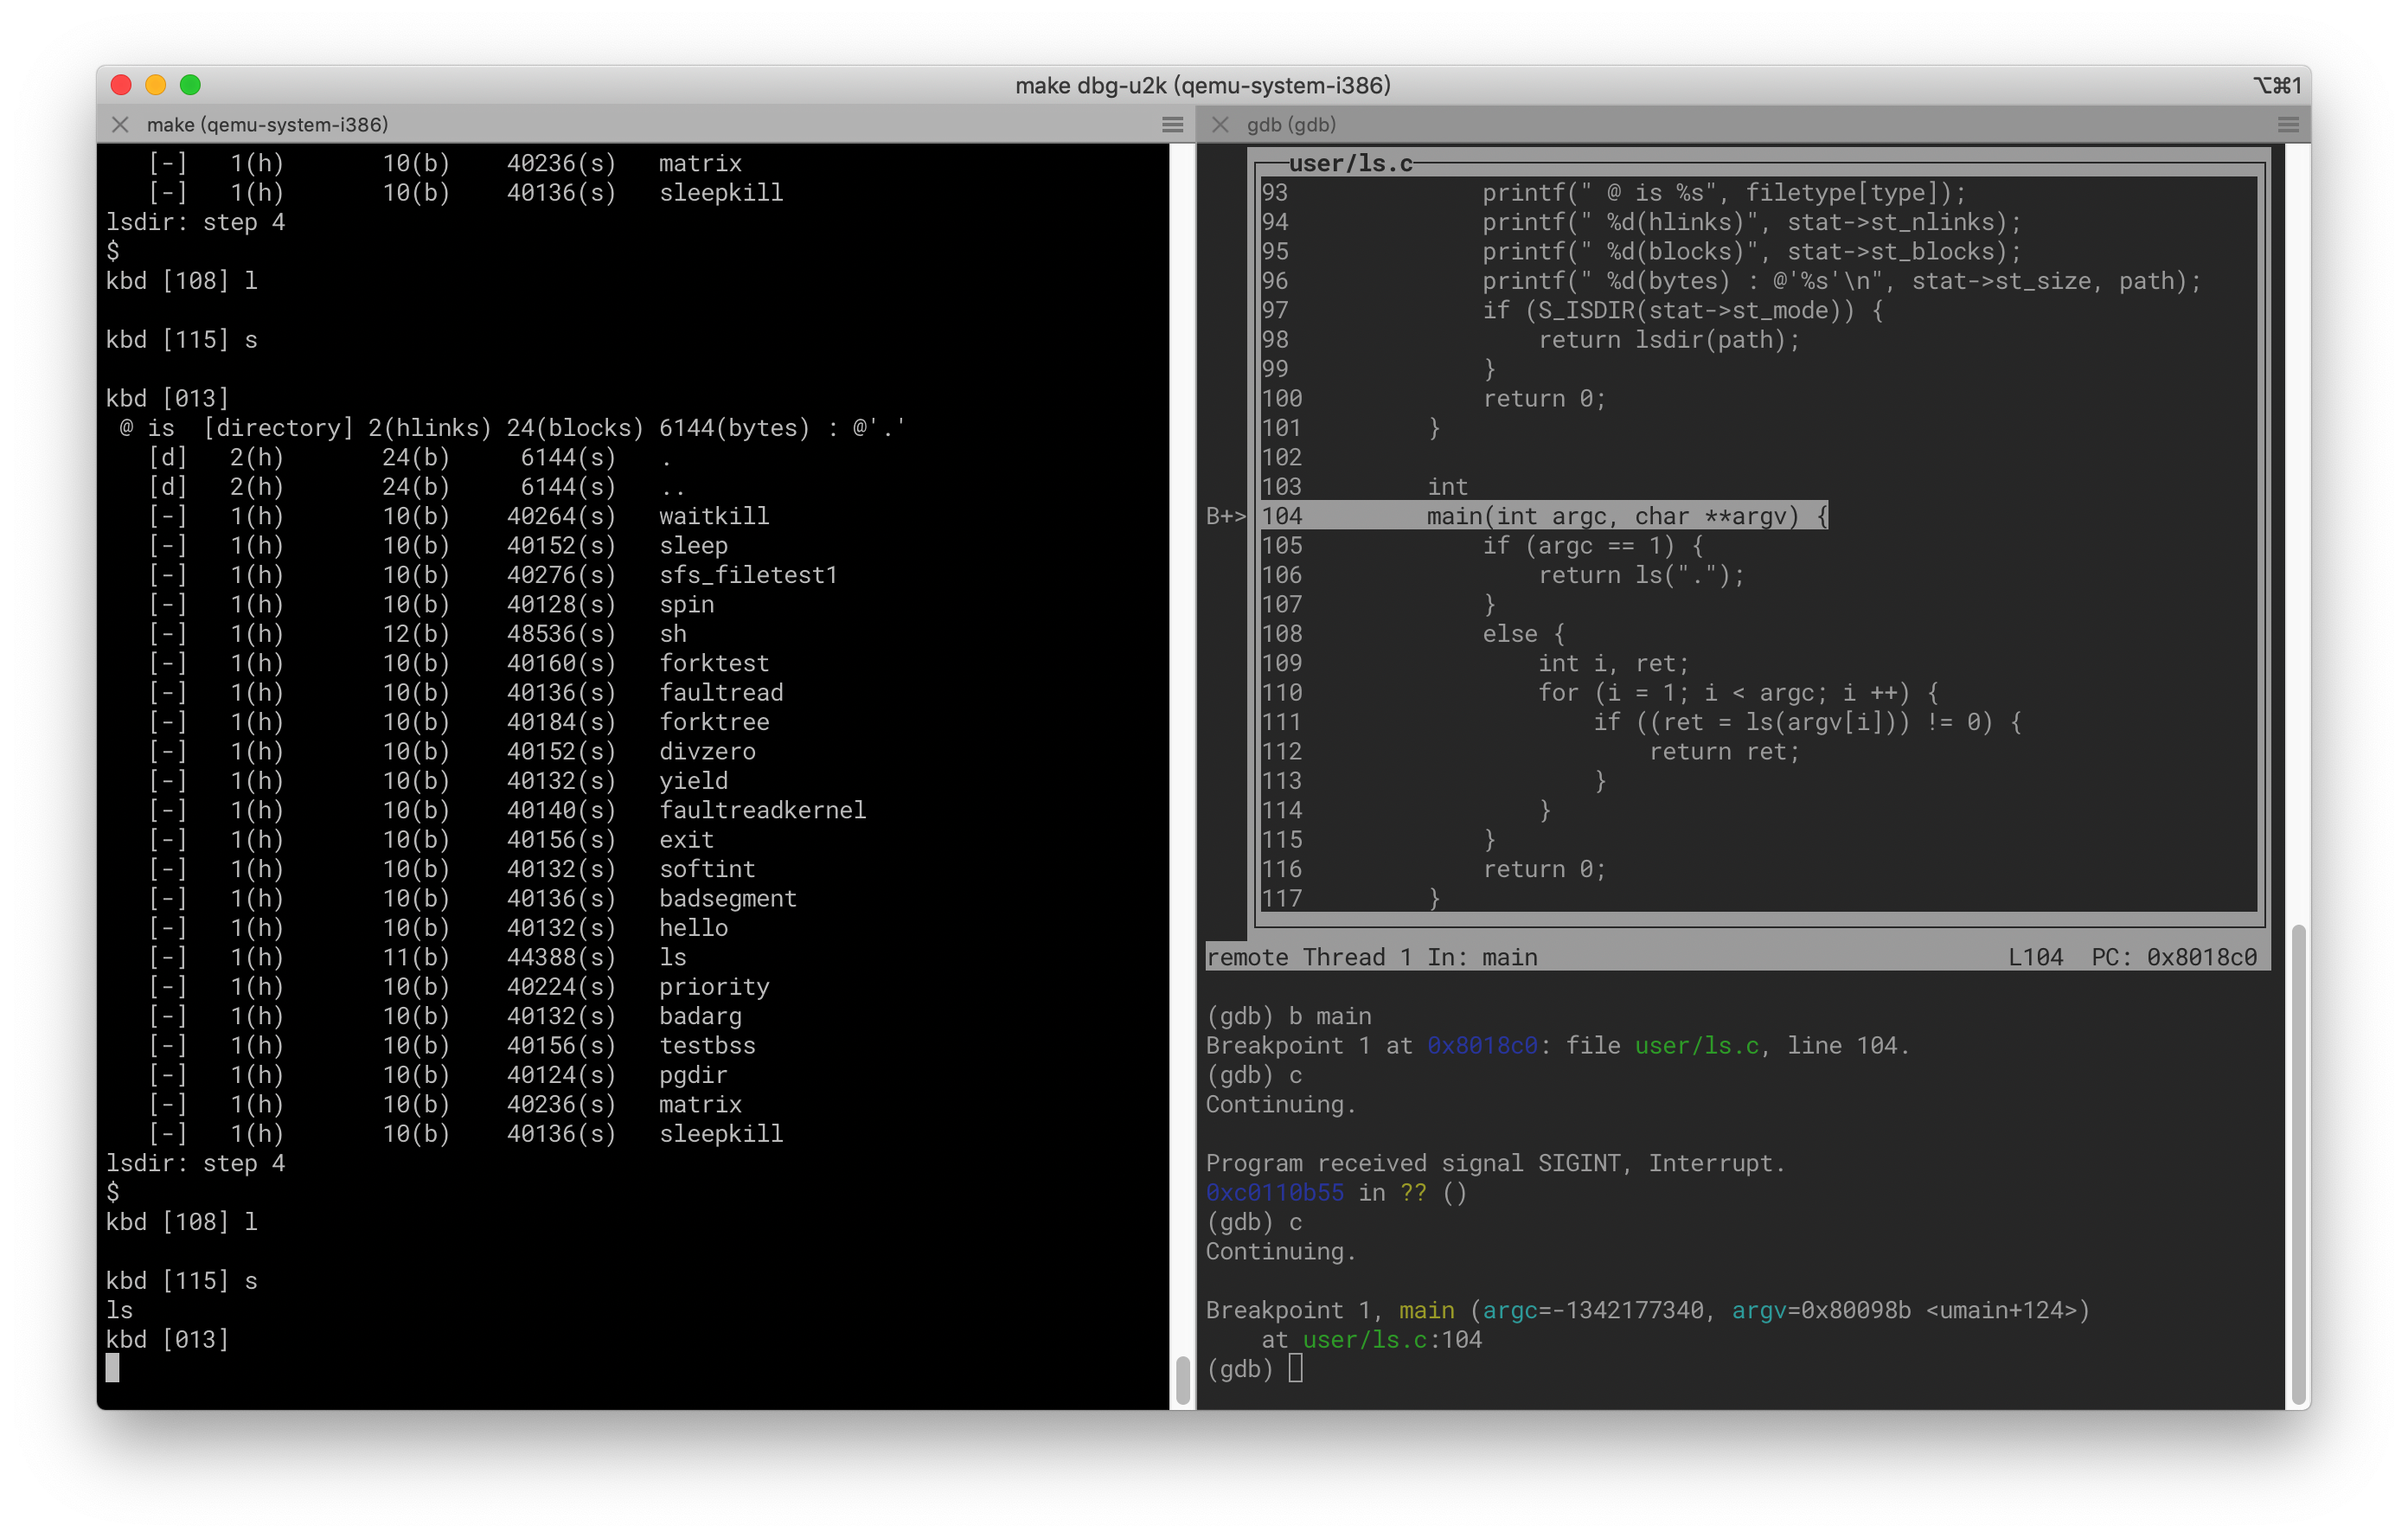 make dbg-u2k (qemu-system-i386)
⌥⌘1
make (qemu-system-i386)
[-] 1(h) 10(b) 40236(s) matrix
[-] 1(h) 10(b) 40136(s) sleepkill
lsdir: step 4
$
kbd [108] l
kbd [115] s
kbd [013]
@ is [directory] 2(hlinks) 24(blocks) 6144(bytes) : @'.'
[d] 2(h) 24(b) 6144(s) .
[d] 2(h) 24(b) 6144(s) ..
[-] 1(h) 10(b) 40264(s) waitkill
[-] 1(h) 10(b) 40152(s) sleep
[-] 1(h) 10(b) 40276(s) sfs_filetest1
[-] 1(h) 10(b) 40128(s) spin
[-] 1(h) 12(b) 48536(s) sh
[-] 1(h) 10(b) 40160(s) forktest
[-] 1(h) 10(b) 40136(s) faultread
[-] 1(h) 10(b) 40184(s) forktree
[-] 1(h) 10(b) 40152(s) divzero
[-] 1(h) 10(b) 40132(s) yield
[-] 1(h) 10(b) 40140(s) faultreadkernel
[-] 1(h) 10(b) 40156(s) exit
[-] 1(h) 10(b) 40132(s) softint
[-] 1(h) 10(b) 40136(s) badsegment
[-] 1(h) 10(b) 40132(s) hello
[-] 1(h) 11(b) 44388(s) ls
[-] 1(h) 10(b) 40224(s) priority
[-] 1(h) 10(b) 40132(s) badarg
[-] 1(h) 10(b) 40156(s) testbss
[-] 1(h) 10(b) 40124(s) pgdir
[-] 1(h) 10(b) 40236(s) matrix
[-] 1(h) 10(b) 40136(s) sleepkill
lsdir: step 4
$
kbd [108] l
kbd [115] s
ls
kbd [013]
gdb (gdb)
user/ls.c
93 printf(" @ is %s", filetype[type]);
94 printf(" %d(hlinks)", stat->st_nlinks);
95 printf(" %d(blocks)", stat->st_blocks);
96 printf(" %d(bytes) : @'%s'\n", stat->st_size, path);
97 if (S_ISDIR(stat->st_mode)) {
98 return lsdir(path);
99 }
100 return 0;
101 }
102
103 int
B+> 104 main(int argc, char **argv) {
105 if (argc == 1) {
106 return ls(".");
107 }
108 else {
109 int i, ret;
110 for (i = 1; i < argc; i ++) {
111 if ((ret = ls(argv[i])) != 0) {
112 return ret;
113 }
114 }
115 }
116 return 0;
117 }
remote Thread 1 In: main L104 PC: 0x8018c0
(gdb) b main
Breakpoint 1 at 0x8018c0: file user/ls.c, line 104.
(gdb) c
Continuing.
Program received signal SIGINT, Interrupt.
0xc0110b55 in ?? ()
(gdb) c
Continuing.
Breakpoint 1, main (argc=-1342177340, argv=0x80098b <umain+124>)
at user/ls.c:104
(gdb)